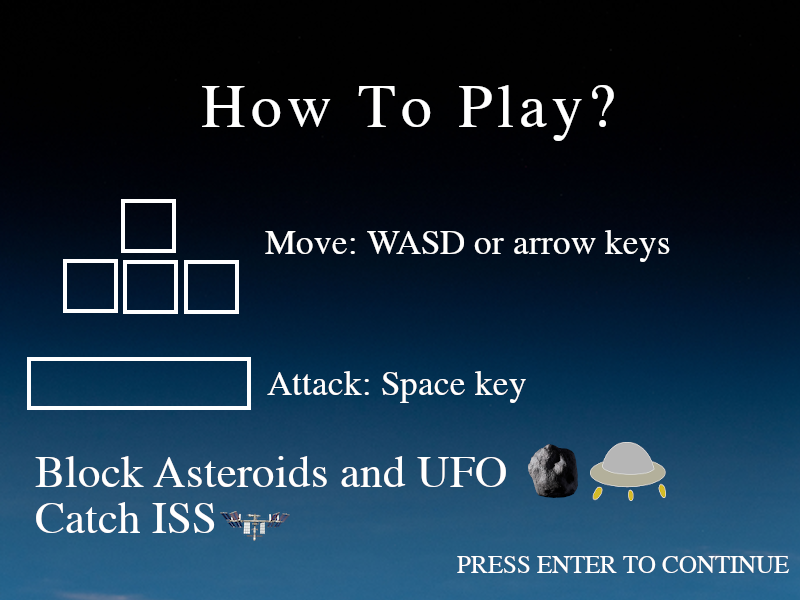 How To Play?
Move: WASD or arrow keys
Attack: Space key
Block Asteroids and UFO
Catch ISS
PRESS ENTER TO CONTINUE